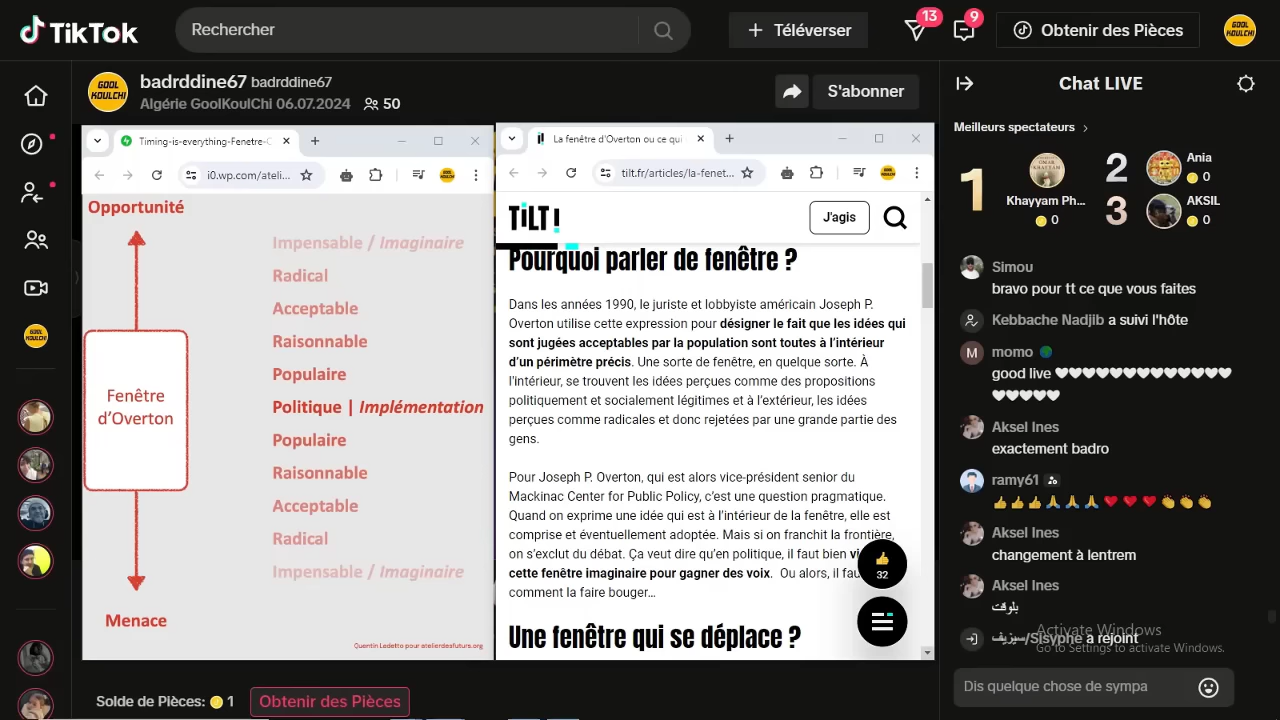 TikTok
Rechercher
Téléverser
13
9
Obtenir des Pièces
GOOL KOULCHI
GOOL KOULCHI
badrddine67 badrddine67
Algérie GoolKoulChi 06.07.2024 50
S'abonner
Timing-is-everything-Fenetre-
i0.wp.com/ateli...
Opportunité
Impensable / Imaginaire
Radical
Acceptable
Raisonnable
Populaire
Politique | Implémentation
Populaire
Raisonnable
Acceptable
Radical
Impensable / Imaginaire
Fenêtre
d'Overton
Menace
Quentin Ladetto pour atelierdesfuturs.org
La fenêtre d'Overton ou ce qui
tilt.fr/articles/la-fenet...
TiLT!
J'agis
Pourquoi parler de fenêtre ?
Dans les années 1990, le juriste et lobbyiste américain Joseph P.
Overton utilise cette expression pour désigner le fait que les idées qui
sont jugées acceptables par la population sont toutes à l'intérieur
d'un périmètre précis. Une sorte de fenêtre, en quelque sorte. À
l'intérieur, se trouvent les idées perçues comme des propositions
politiquement et socialement légitimes et à l'extérieur, les idées
perçues comme radicales et donc rejetées par une grande partie des
gens.
Pour Joseph P. Overton, qui est alors vice-président senior du
Mackinac Center for Public Policy, c'est une question pragmatique.
Quand on exprime une idée qui est à l'intérieur de la fenêtre, elle est
comprise et éventuellement adoptée. Mais si on franchit la frontière,
on s'exclut du débat. Ça veut dire qu'en politique, il faut bien
cette fenêtre imaginaire pour gagner des voix. Ou alors, il
comment la faire bouger...
👍
32
Une fenêtre qui se déplace ?
Solde de Pièces: 1 Obtenir des Pièces
Chat LIVE
Meilleurs spectateurs
1
Khayyam Ph...
0
2
Ania
0
3
AKSIL
0
Simou
bravo pour tt ce que vous faites
Kebbache Nadjib a suivi l'hôte
M
momo
good live 🤍🤍🤍🤍🤍🤍🤍🤍🤍🤍🤍🤍🤍
🤍🤍🤍🤍🤍
Aksel Ines
exactement badro
ramy61
👍👍👍🙏🙏🙏❤️❤️❤️👏👏👏
Aksel Ines
changement à lentrem
Aksel Ines
بلوقت
سيزيف/Sisyphe a rejoint
Activate Windows
Go to Settings to activate Windows.
Dis quelque chose de sympa